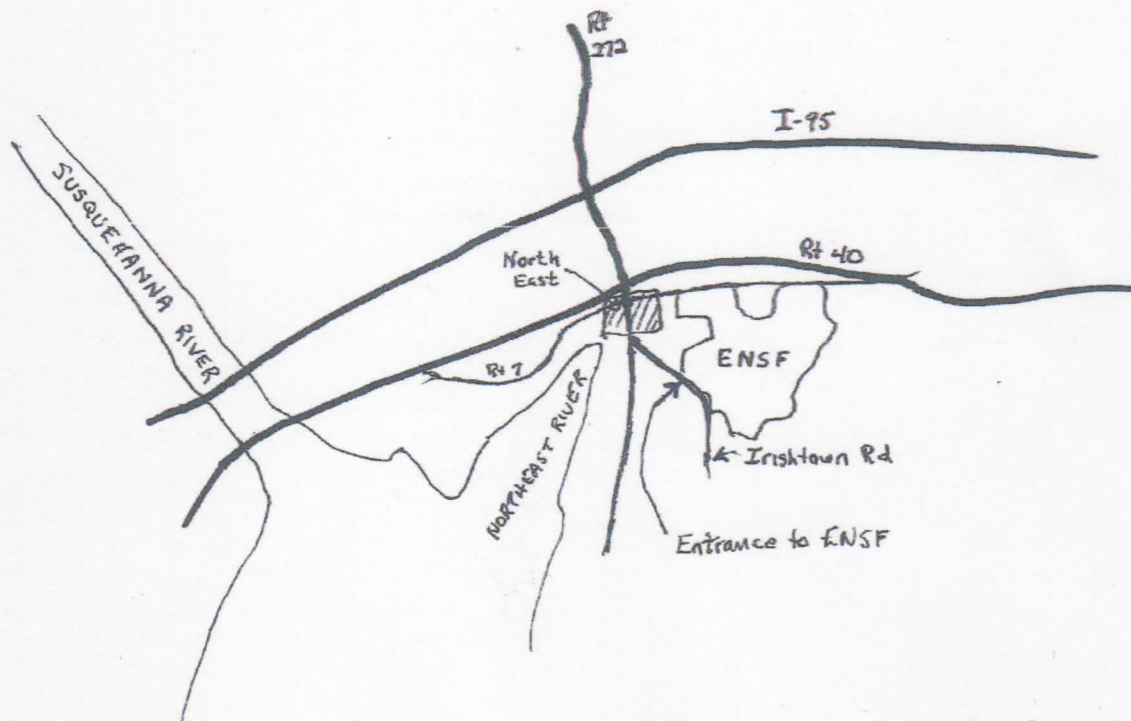 Rt
272
I-95
SUSQUEHANNA RIVER
North
East
Rt 40
Rt 7
ENSF
NORTHEAST RIVER
Irishtown Rd
Entrance to ENSF